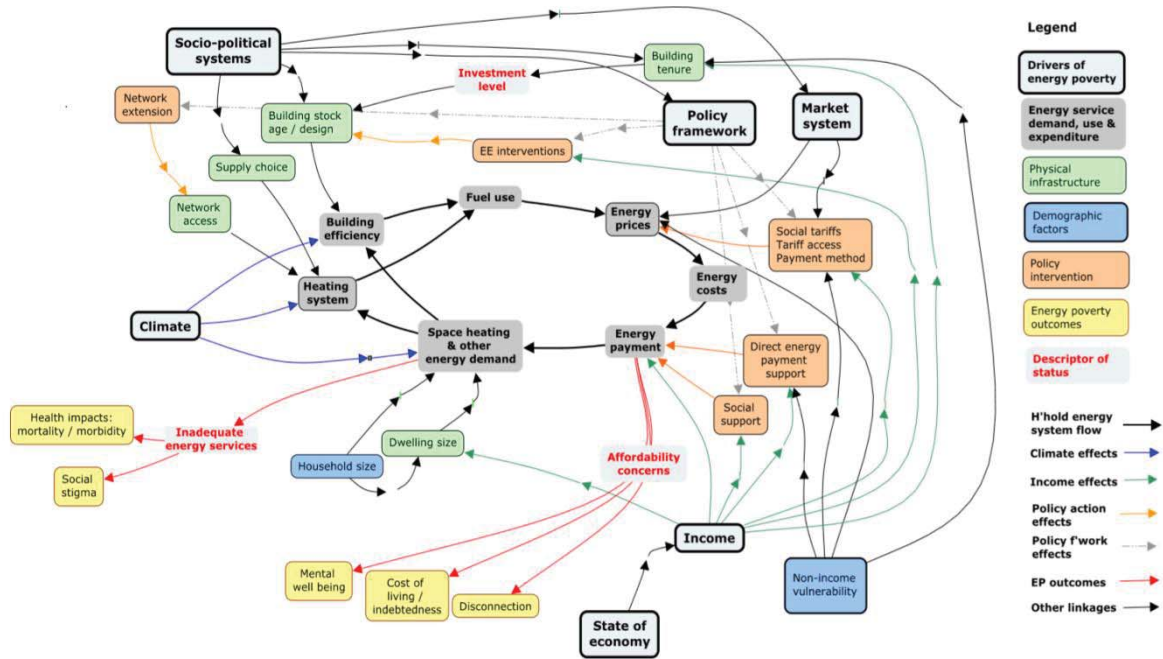 Socio-political
systems
Building
tenure
Legend
Investment
level
Drivers of
energy poverty
Network
extension
Building stock
age / design
Policy
framework
Market
system
Energy service
demand, use &
expenditure
EE interventions
Supply choice
Physical
infrastructure
Network
access
Fuel use
Building
efficiency
Energy
prices
Social tariffs
Tariff access
Payment method
Demographic
factors
Policy
intervention
Heating
system
Energy
costs
Climate
Space heating
& other
energy demand
Energy
payment
Direct energy
payment
support
Energy poverty
outcomes
Descriptor of
status
Social
support
Health impacts:
mortality / morbidity
Inadequate
energy services
Dwelling size
H'hold energy
system flow
Household size
Affordability
concerns
Climate effects
Social
stigma
Income effects
Policy action
effects
Income
Policy f'work
effects
Mental
well being
Cost of
living /
indebtedness
Disconnection
Non-income
vulnerability
EP outcomes
Other linkages
State of
economy